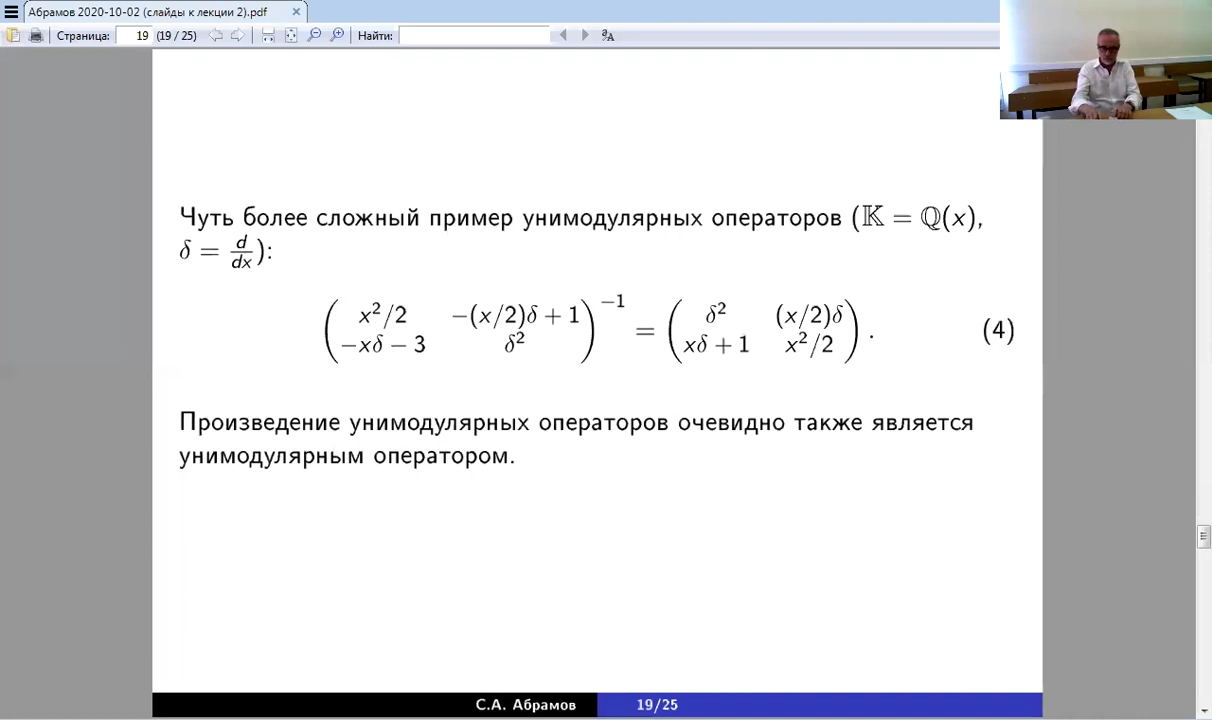 Абрамов 2020-10-02 (слайды к лекции 2).pdf
Страница: 19 (19 / 25) Найти:
Чуть более сложный пример унимодулярных операторов (𝕂 = ℚ(x),
δ = d/dx):
( x²/2 −(x/2)δ + 1 )⁻¹ = ( δ² (x/2)δ )
( −xδ − 3 δ² ) ( xδ + 1 x²/2 ) . (4)
Произведение унимодулярных операторов очевидно также является
унимодулярным оператором.
С.А. Абрамов 19/25